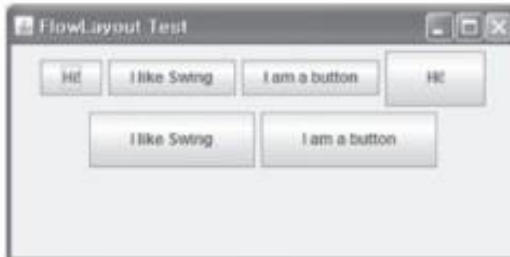 FlowLayout Test
Hi! I like Swing I am a button Hi!
I like Swing I am a button